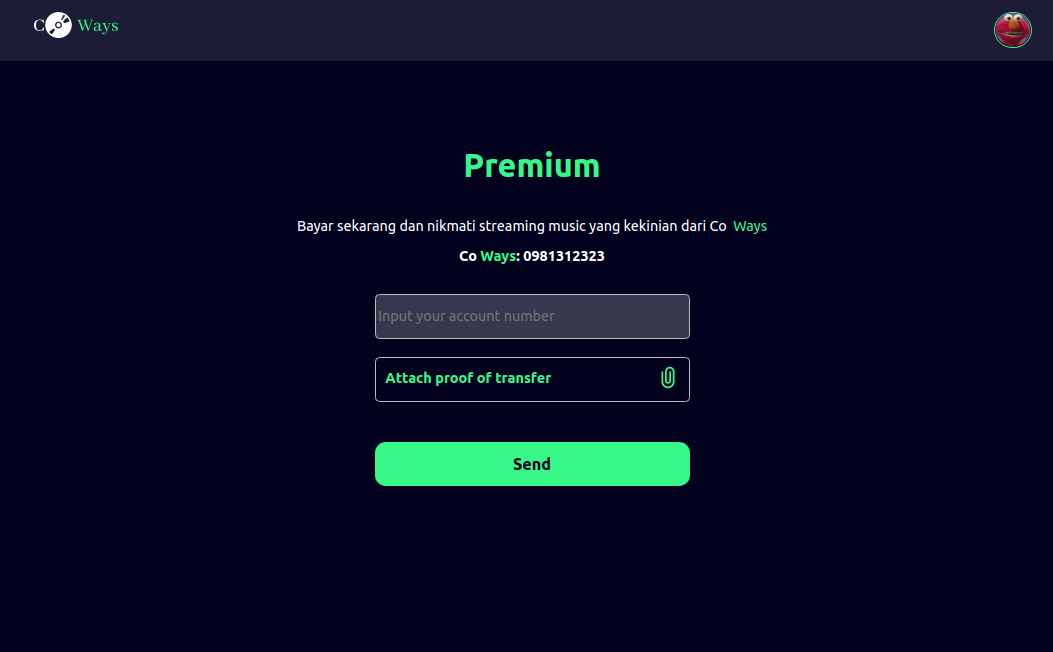 Co Ways
Premium
Bayar sekarang dan nikmati streaming music yang kekinian dari Co Ways
Co Ways: 0981312323
Input your account number
Attach proof of transfer
Send